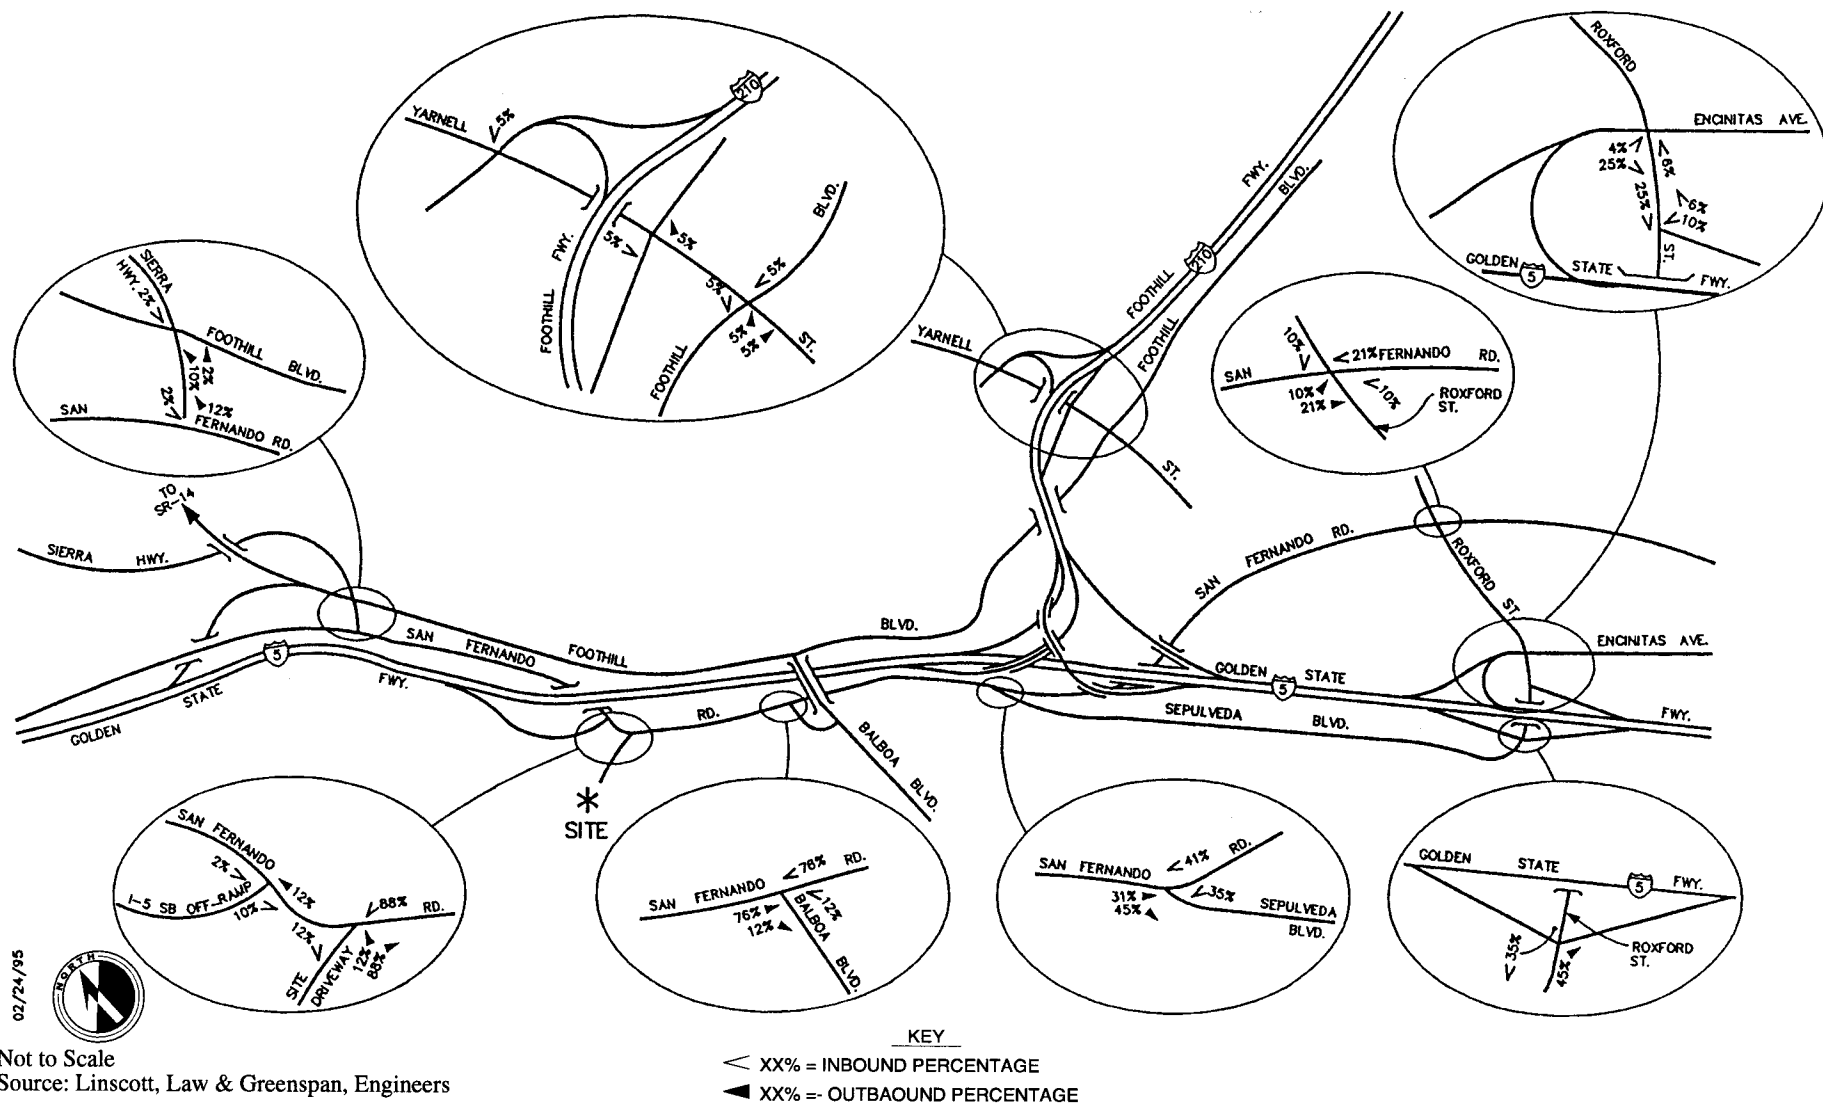 ROXFORD
ENCINITAS AVE.
4%
25%
6%
25%
6%
10%
ST.
GOLDEN 5 STATE FWY.
210
YARNELL
5%
FWY.
FOOTHILL
5%
5%
BLVD.
5%
5%
5%
5%
FOOTHILL
ST.
SIERRA
HWY.
2%
FOOTHILL
BLVD.
10%
2%
2%
12%
SAN
FERNANDO RD.
FWY.
BLVD.
210
FOOTHILL
FOOTHILL
YARNELL
ST.
10%
21% FERNANDO RD.
SAN
10%
21%
10%
ROXFORD
ST.
TO
SR-14
SIERRA HWY.
SAN FERNANDO RD.
ROXFORD ST.
ENCINITAS AVE.
BLVD.
SAN FERNANDO
FOOTHILL
5
GOLDEN STATE FWY.
GOLDEN STATE
5
FWY.
RD.
SEPULVEDA BLVD.
BALBOA BLVD.
SITE
SAN FERNANDO
2%
I-5 SB OFF-RAMP
10%
12%
12%
88% RD.
SITE
DRIVEWAY
12%
88%
SAN FERNANDO RD.
76%
76%
12%
12%
BALBOA
BLVD.
SAN FERNANDO RD.
41%
31%
45%
35%
SEPULVEDA
BLVD.
GOLDEN STATE
5
FWY.
35%
45%
ROXFORD
ST.
02/24/95
NORTH
Not to Scale
Source: Linscott, Law & Greenspan, Engineers
KEY
XX% = INBOUND PERCENTAGE
XX% =- OUTBAOUND PERCENTAGE